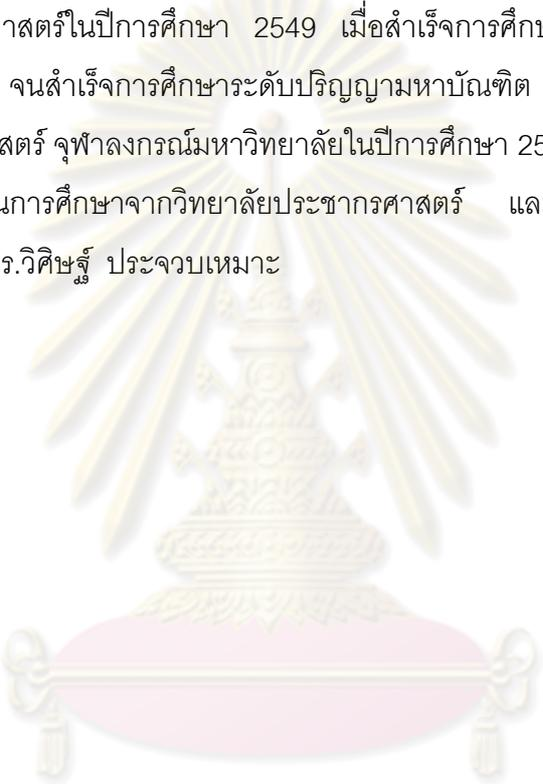 าสตร์ในปีการศึกษา 2549 เมื่อสำเร็จการศึกษ
จนสำเร็จการศึกษาระดับปริญญามหาบัณฑิต
สตร์ จุฬาลงกรณ์มหาวิทยาลัยในปีการศึกษา 25
นการศึกษาจากวิทยาลัยประชากรศาสตร์ แล
ร.วิศิษฐ์ ประจวบเหมาะ